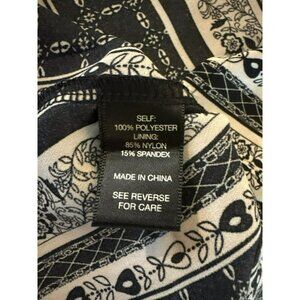 SELF:
100% POLYESTER
LINING:
85% NYLON
15% SPANDEX
MADE IN CHINA
SEE REVERSE
FOR CARE